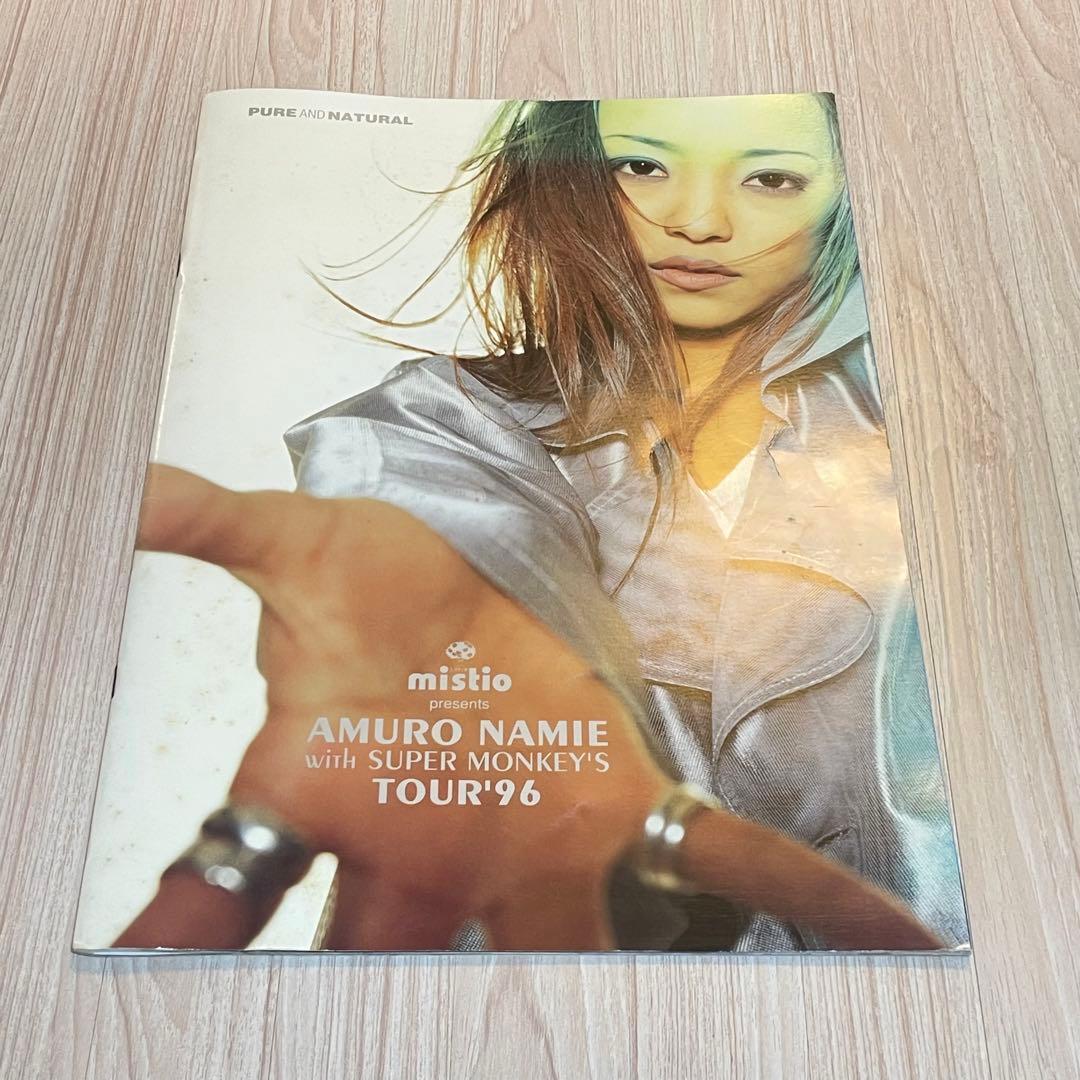 PURE AND NATURAL
mistio
presents
AMURO NAMIE
with SUPER MONKEY'S
TOUR'96